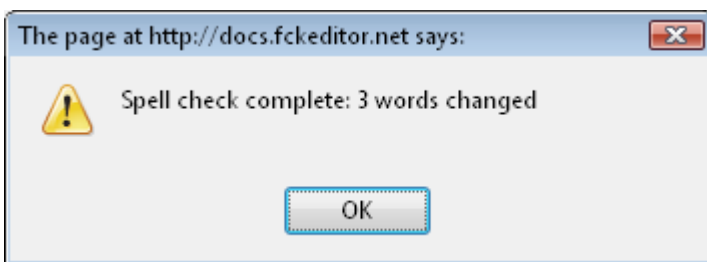 The page at http://docs.fckeditor.net says:
Spell check complete: 3 words changed
OK